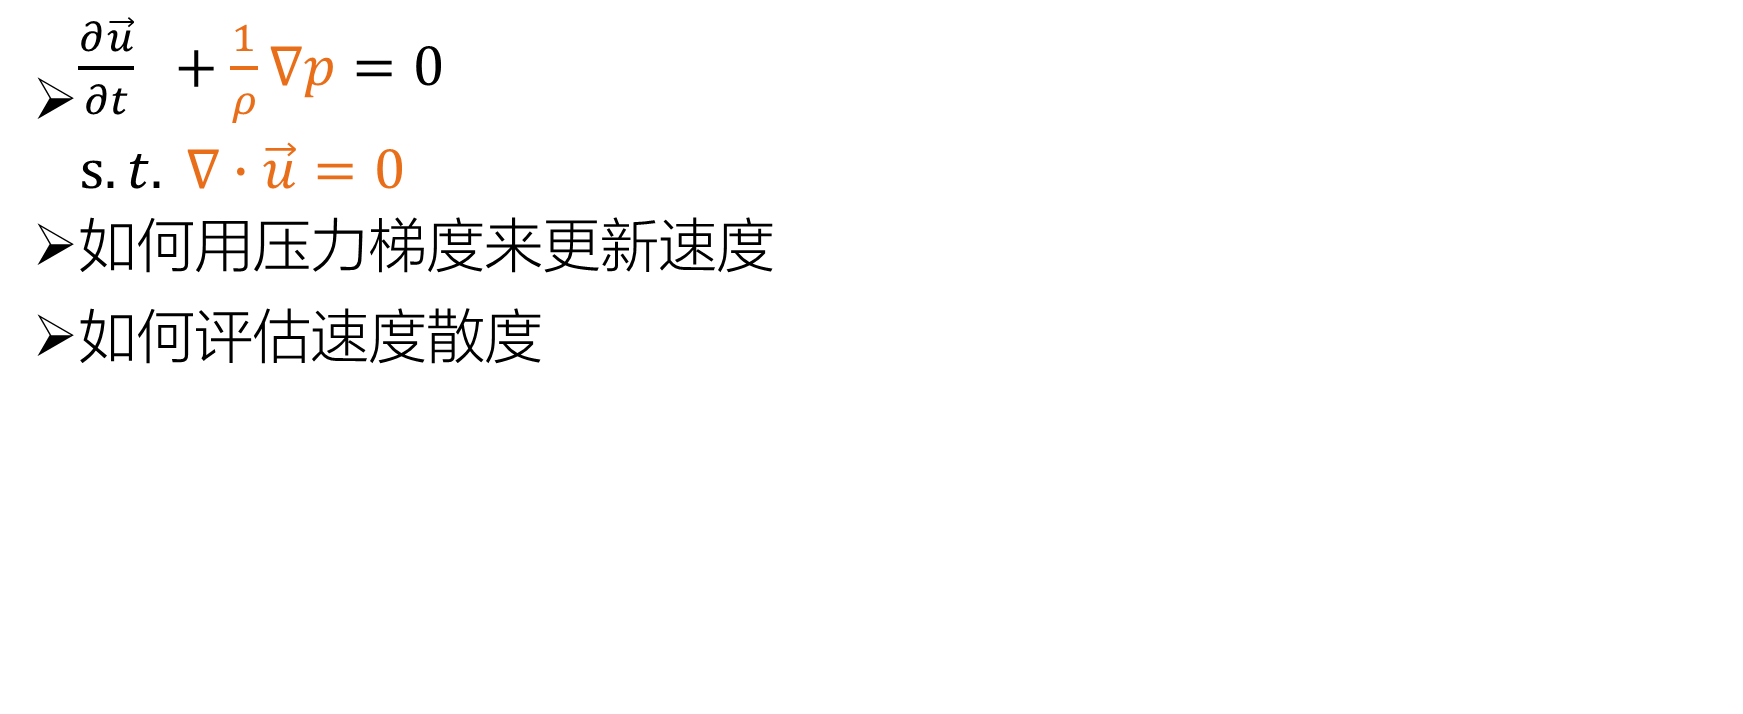 ➢ ∂u⃗/∂t + 1/ρ ∇p = 0
s.t. ∇ · u⃗ = 0
➢如何用压力梯度来更新速度
➢如何评估速度散度